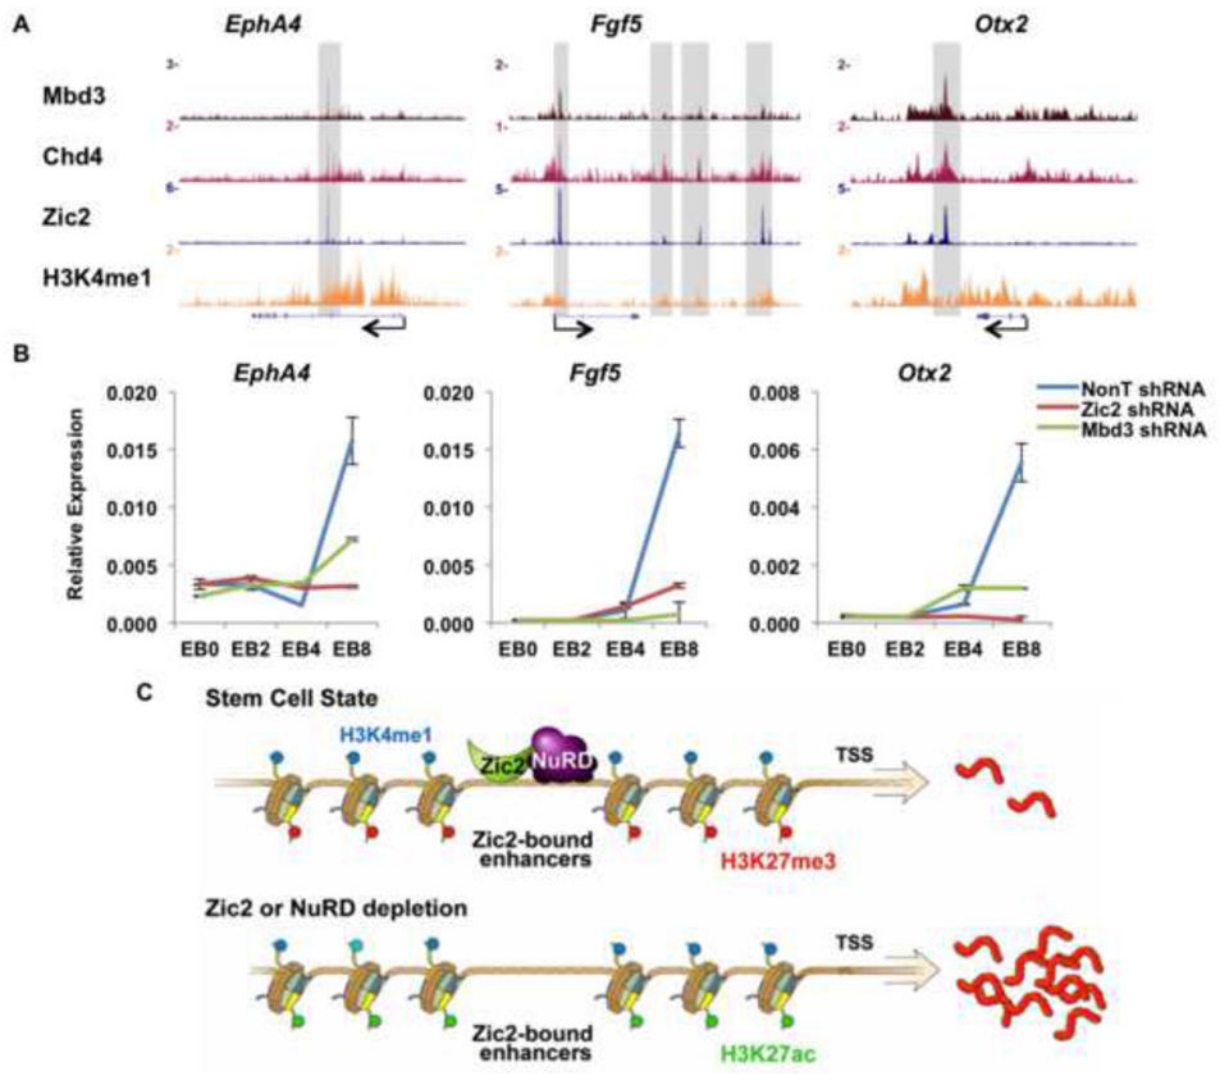 A
EphA4
Fgf5
Otx2
3-
2-
2-
Mbd3
2-
1-
2-
Chd4
6-
5-
5-
Zic2
2-
2-
2-
H3K4me1
B
EphA4
Fgf5
Otx2
NonT shRNA
Zic2 shRNA
Mbd3 shRNA
Relative Expression
0.020
0.015
0.010
0.005
0.000
EB0 EB2 EB4 EB8
0.020
0.015
0.010
0.005
0.000
EB0 EB2 EB4 EB8
0.008
0.006
0.004
0.002
0.000
EB0 EB2 EB4 EB8
C
Stem Cell State
H3K4me1
Zic2
NuRD
TSS
Zic2-bound
enhancers
H3K27me3
Zic2 or NuRD depletion
TSS
Zic2-bound
enhancers
H3K27ac